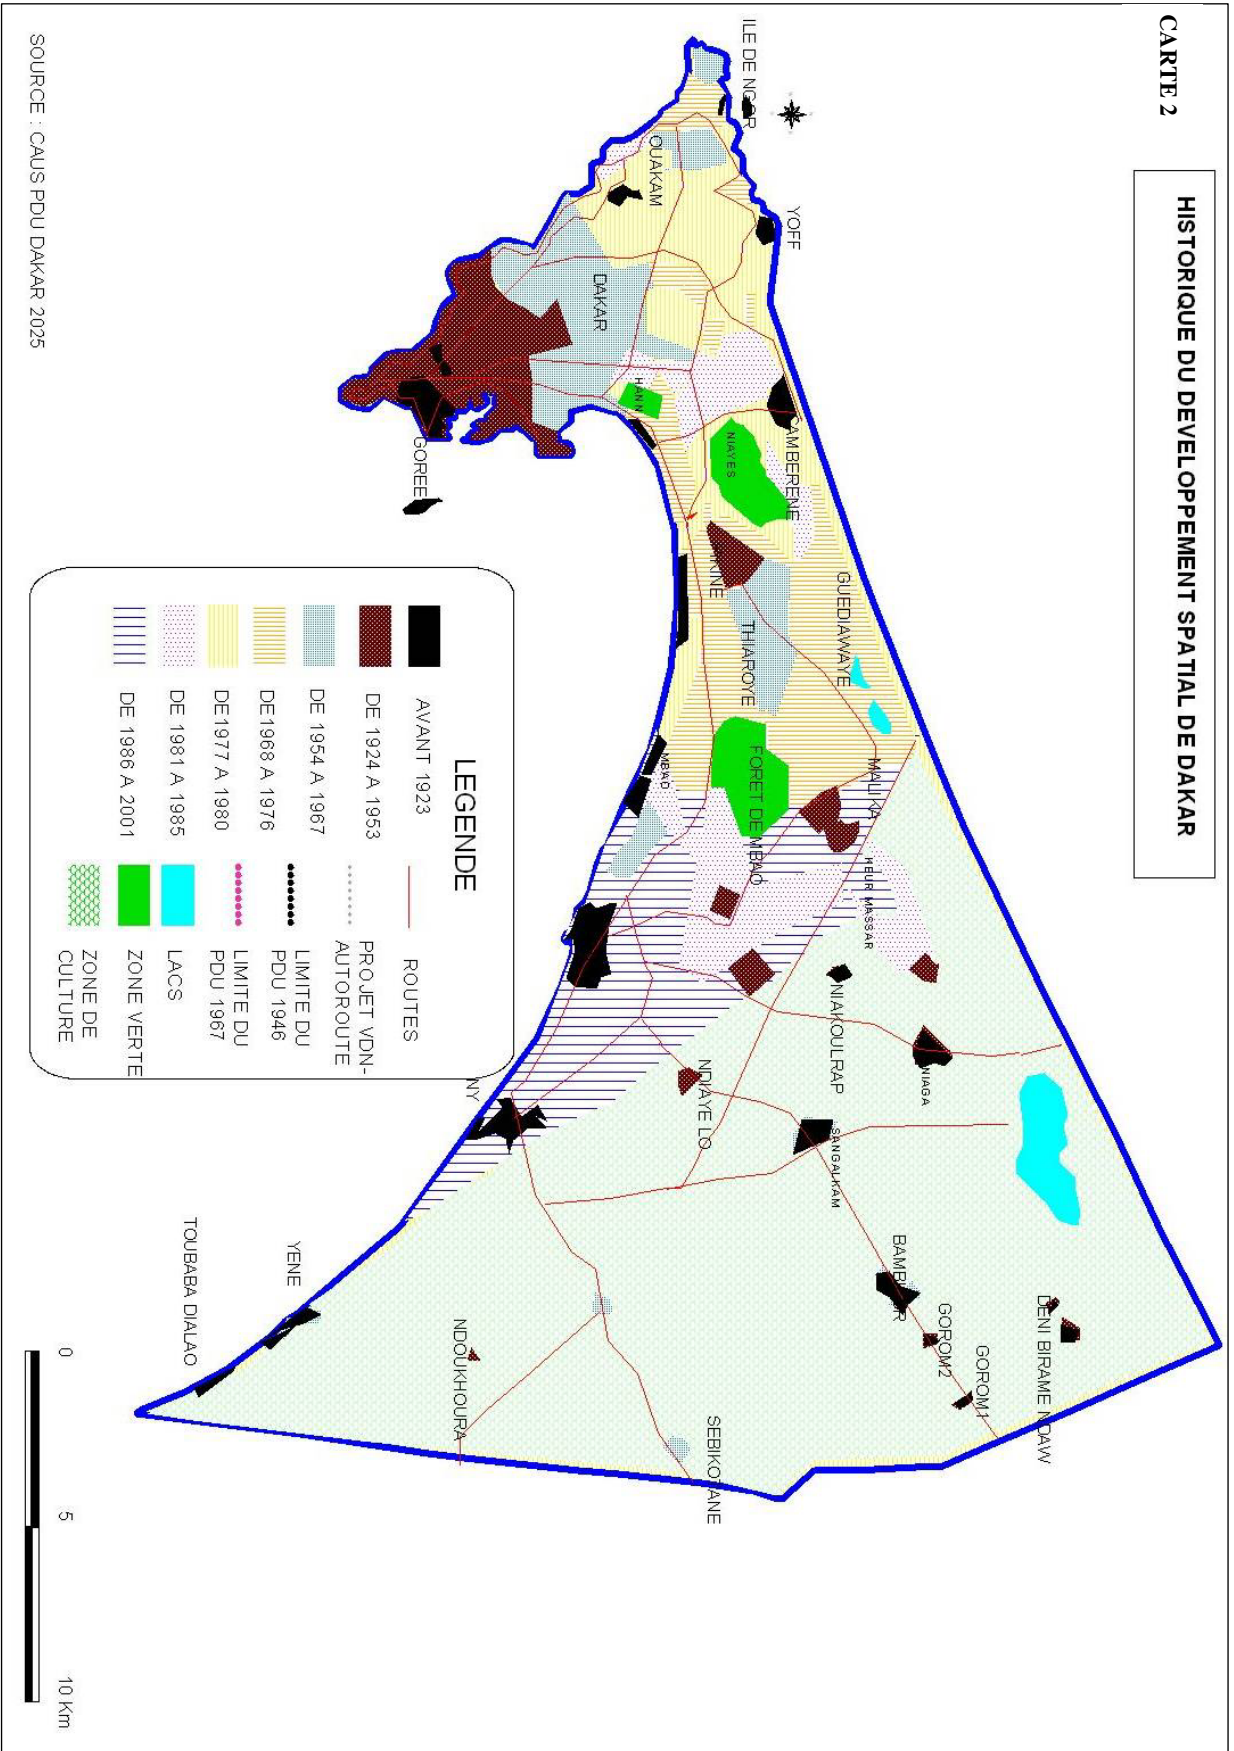 CARTE 2
HISTORIQUE DU DEVELOPPEMENT SPATIAL DE DAKAR
ILE DE NGOR
YOFF
OUAKAM
DAKAR
CAMBERENE
HANN
NIAYES
GOREE
GUEDIAWAYE
THIAROYE
MALIKA
FORET DE MBAO
MBAO
KEUR MASSAR
NIAKOULRAP
NIAGA
NDIAYE LO
SANGALKAM
NY
GOROM2
GOROM1
DENI BIRAME NDAW
YENE
TOUBABA DIALAO
NDOUKHOURA
SEBIKOTANE
LEGENDE
AVANT 1923
DE 1924 A 1953
DE 1954 A 1967
DE1968 A 1976
DE1977 A 1980
DE 1981 A 1985
DE 1986 A 2001
ROUTES
PROJET VDN-
AUTOROUTE
LIMITE DU
PDU 1946
LIMITE DU
PDU 1967
LACS
ZONE VERTE
ZONE DE
CULTURE
0 5 10 Km
SOURCE : CAUS PDU DAKAR 2025